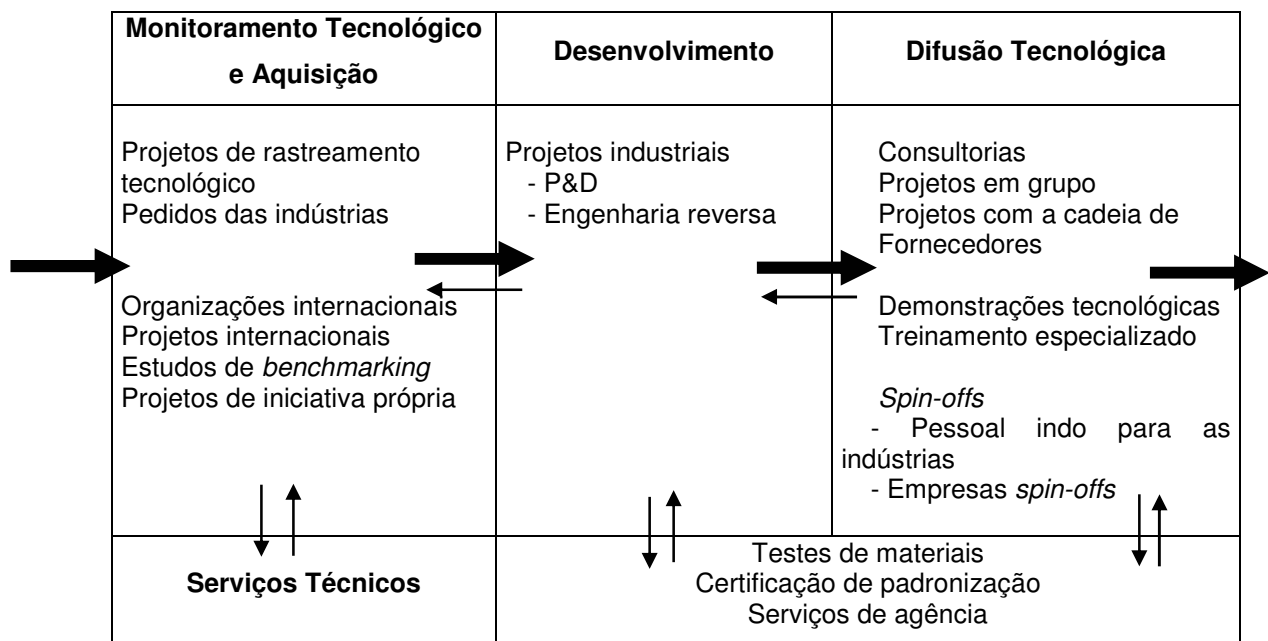 Monitoramento Tecnológico
e Aquisição
Desenvolvimento
Difusão Tecnológica
Projetos de rastreamento
tecnológico
Pedidos das indústrias
Organizações internacionais
Projetos internacionais
Estudos de benchmarking
Projetos de iniciativa própria
Projetos industriais
- P&D
- Engenharia reversa
Consultorias
Projetos em grupo
Projetos com a cadeia de
Fornecedores
Demonstrações tecnológicas
Treinamento especializado
Spin-offs
- Pessoal indo para as
indústrias
- Empresas spin-offs
Serviços Técnicos
Testes de materiais
Certificação de padronização
Serviços de agência